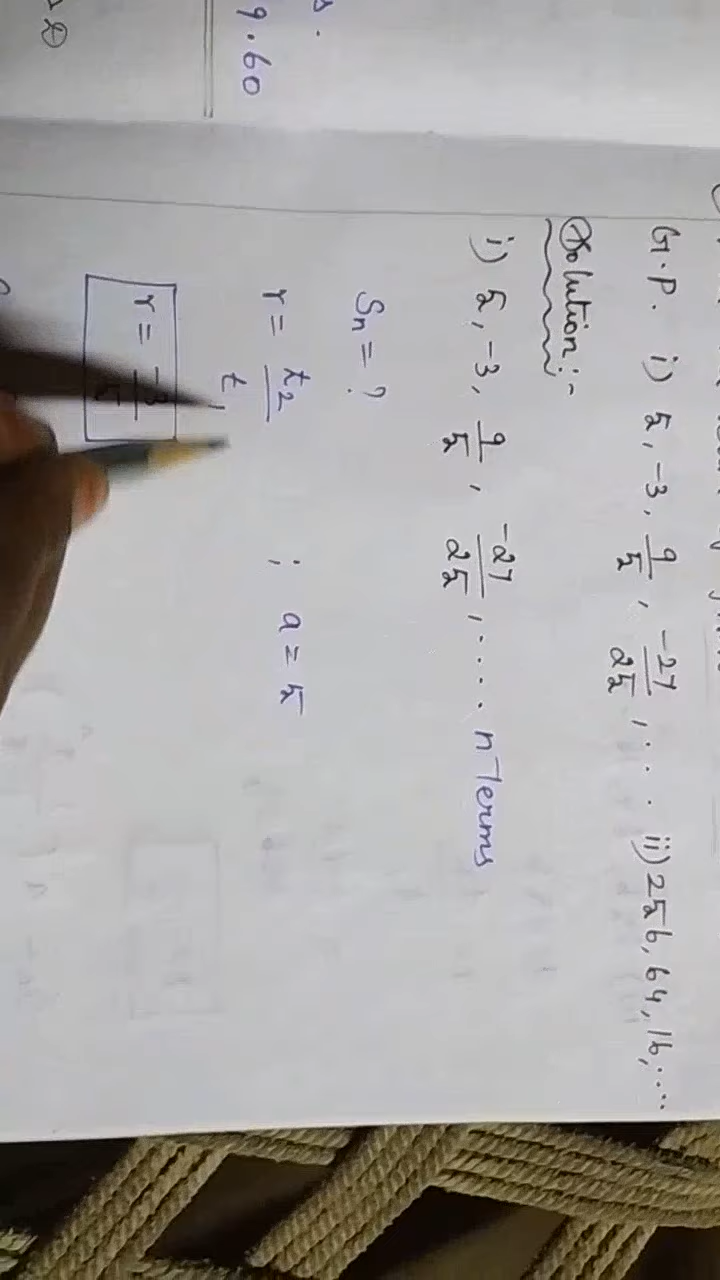 9.60
G.P. i) 5, -3, 9/5, -27/25, ... ii) 256, 64, 16, ....
Solution:-
i) 5, -3, 9/5, -27/25, .... n Terms
Sn = ?
r = t2/t1 ; a = 5
r = -3/5